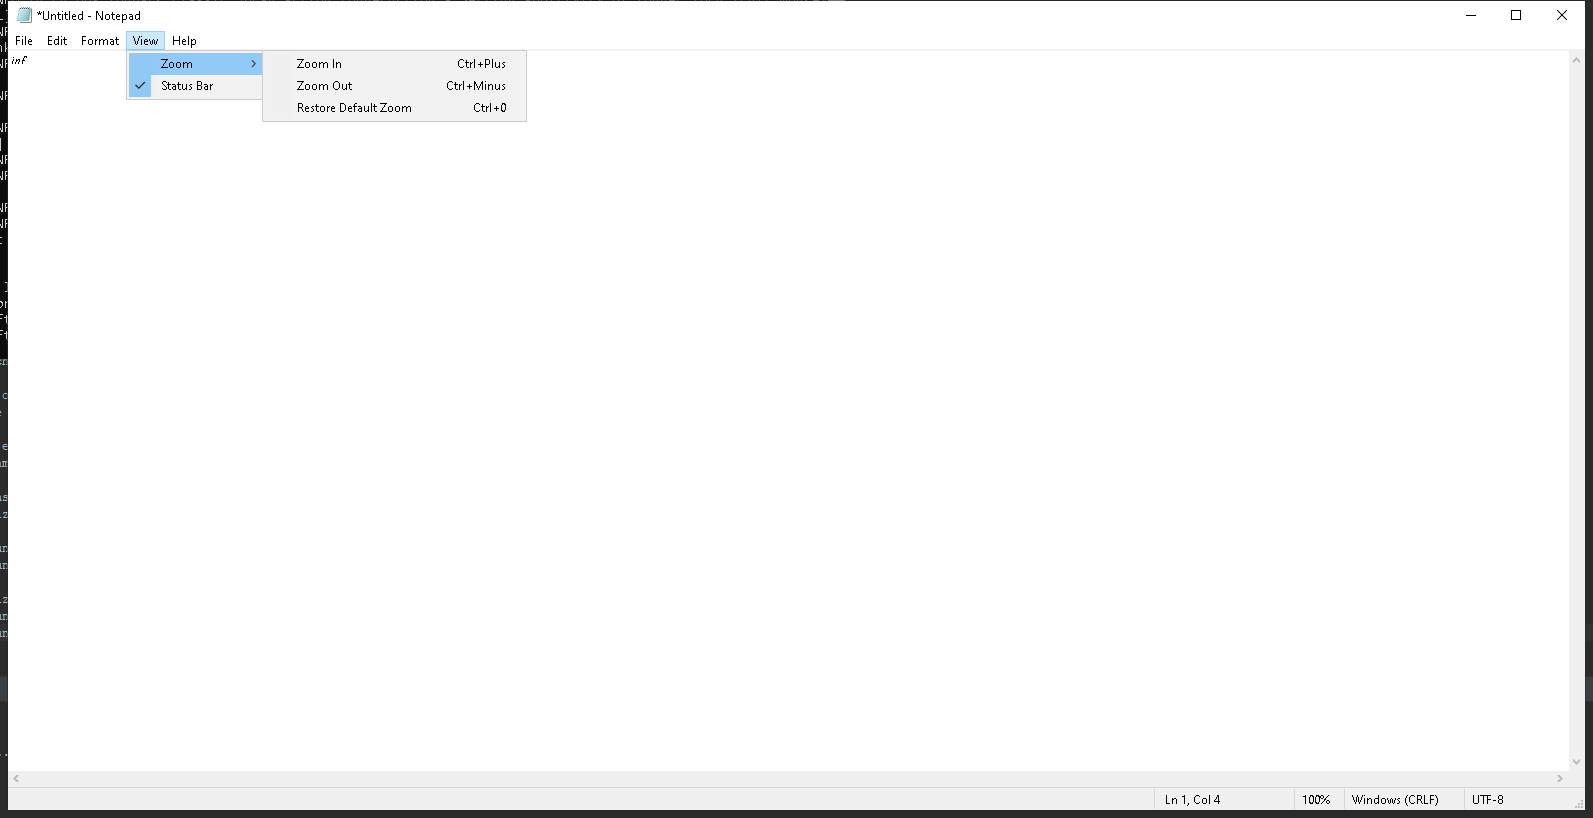 *Untitled - Notepad
File Edit Format View Help
inf
Zoom
Status Bar
Zoom In Ctrl+Plus
Zoom Out Ctrl+Minus
Restore Default Zoom Ctrl+0
Ln 1, Col 4 100% Windows (CRLF) UTF-8